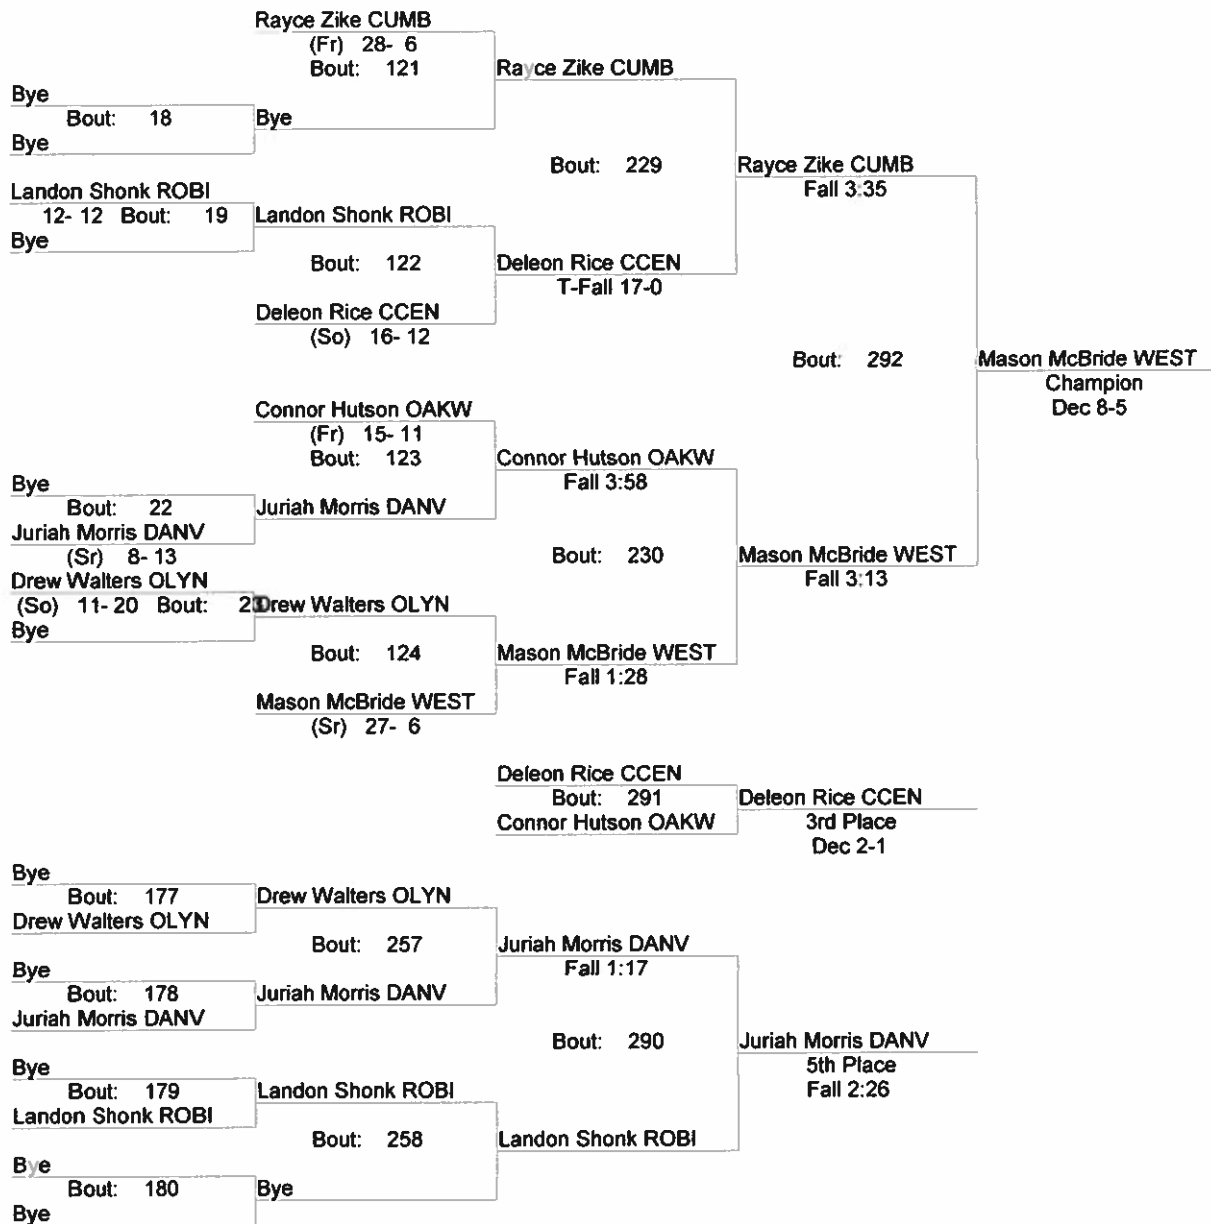 Rayce Zike CUMB
(Fr) 28- 6
Bout: 121
Rayce Zike CUMB
Bye
Bout: 18
Bye
Bye
Bout: 229
Rayce Zike CUMB
Fall 3:35
Landon Shonk ROBI
12- 12 Bout: 19
Landon Shonk ROBI
Bye
Bout: 122
Deleon Rice CCEN
T-Fall 17-0
Deleon Rice CCEN
(So) 16- 12
Bout: 292
Mason McBride WEST
Champion
Dec 8-5
Connor Hutson OAKW
(Fr) 15- 11
Bout: 123
Connor Hutson OAKW
Fall 3:58
Bye
Bout: 22
Juriah Morris DANV
Juriah Morris DANV
(Sr) 8- 13
Bout: 230
Mason McBride WEST
Fall 3:13
Drew Walters OLYN
(So) 11- 20 Bout: 23
Drew Walters OLYN
Bye
Bout: 124
Mason McBride WEST
Fall 1:28
Mason McBride WEST
(Sr) 27- 6
Deleon Rice CCEN
Bout: 291
Deleon Rice CCEN
Connor Hutson OAKW
3rd Place
Dec 2-1
Bye
Bout: 177
Drew Walters OLYN
Drew Walters OLYN
Bout: 257
Juriah Morris DANV
Fall 1:17
Bye
Bout: 178
Juriah Morris DANV
Juriah Morris DANV
Bout: 290
Juriah Morris DANV
5th Place
Fall 2:26
Bye
Bout: 179
Landon Shonk ROBI
Landon Shonk ROBI
Bout: 258
Landon Shonk ROBI
Bye
Bout: 180
Bye
Bye